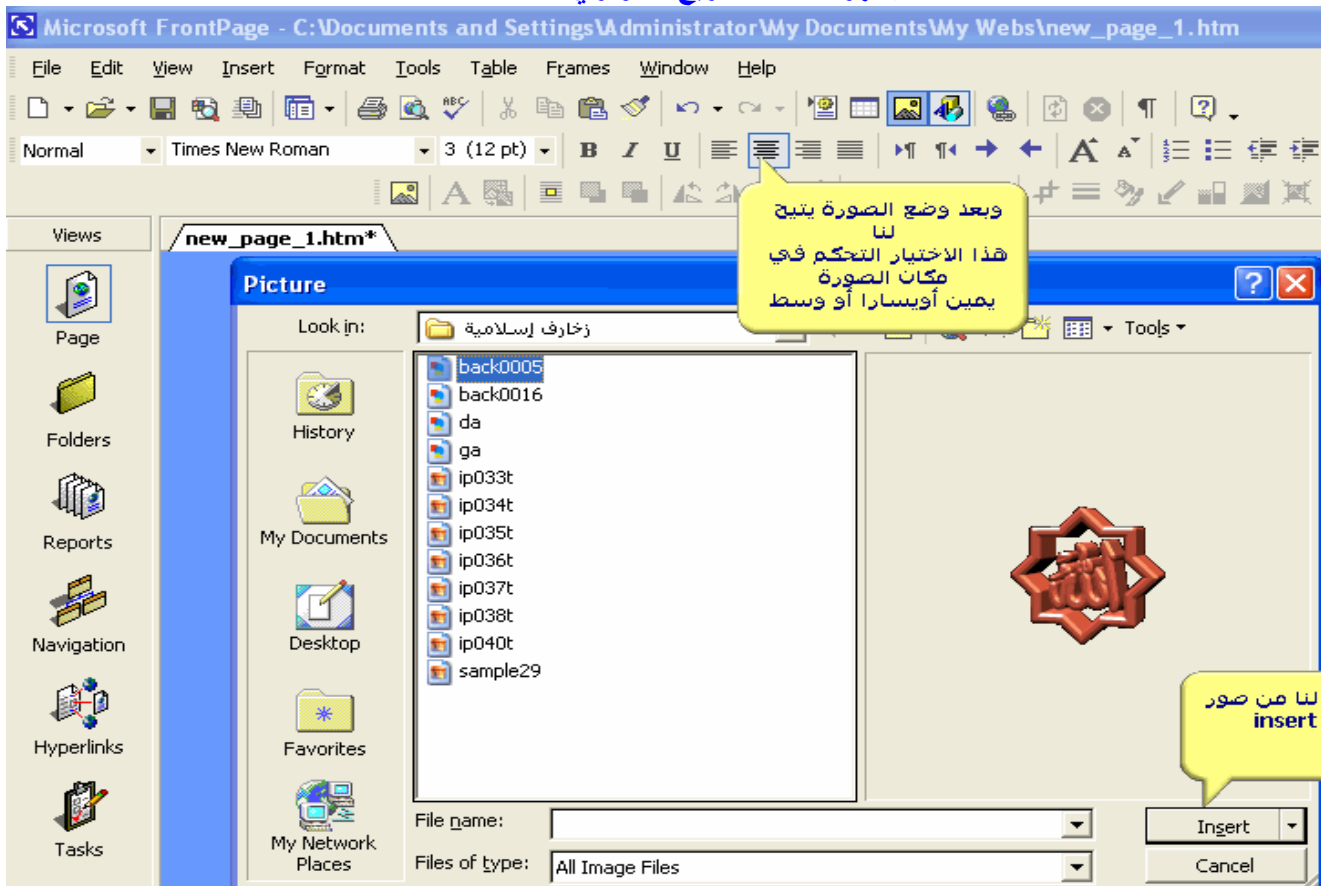 Microsoft FrontPage - C:\Documents and Settings\Administrator\My Documents\My Webs\new_page_1.htm
File Edit View Insert Format Tools Table Frames Window Help
Normal Times New Roman 3 (12 pt) B I U
وبعد وضع الصورة يتيح
لنا
هذا الاختيار التحكم في
مكان الصورة
يمين أويسارا أو وسط
Views new_page_1.htm*
Picture
Page
Folders
Reports
Navigation
Hyperlinks
Tasks
Look in: زخارف إسلامية Tools
History
My Documents
Desktop
Favorites
My Network
Places
back0005
back0016
da
ga
ip033t
ip034t
ip035t
ip036t
ip037t
ip038t
ip040t
sample29
الله
لنا من صور
insert
File name: Insert
Files of type: All Image Files Cancel